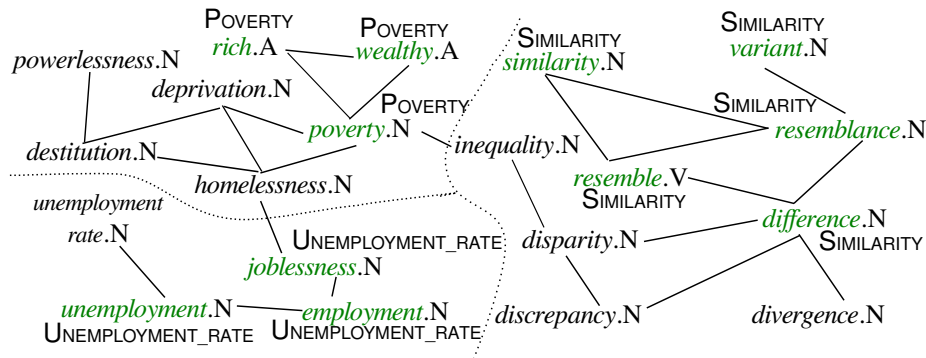 POVERTY
rich.A
POVERTY
wealthy.A
powerlessness.N
deprivation.N
POVERTY
poverty.N
destitution.N
homelessness.N
unemployment
rate.N
UNEMPLOYMENT_RATE
joblessness.N
unemployment.N
UNEMPLOYMENT_RATE
employment.N
UNEMPLOYMENT_RATE
SIMILARITY
similarity.N
SIMILARITY
variant.N
SIMILARITY
resemblance.N
inequality.N
resemble.V
SIMILARITY
difference.N
SIMILARITY
disparity.N
discrepancy.N
divergence.N